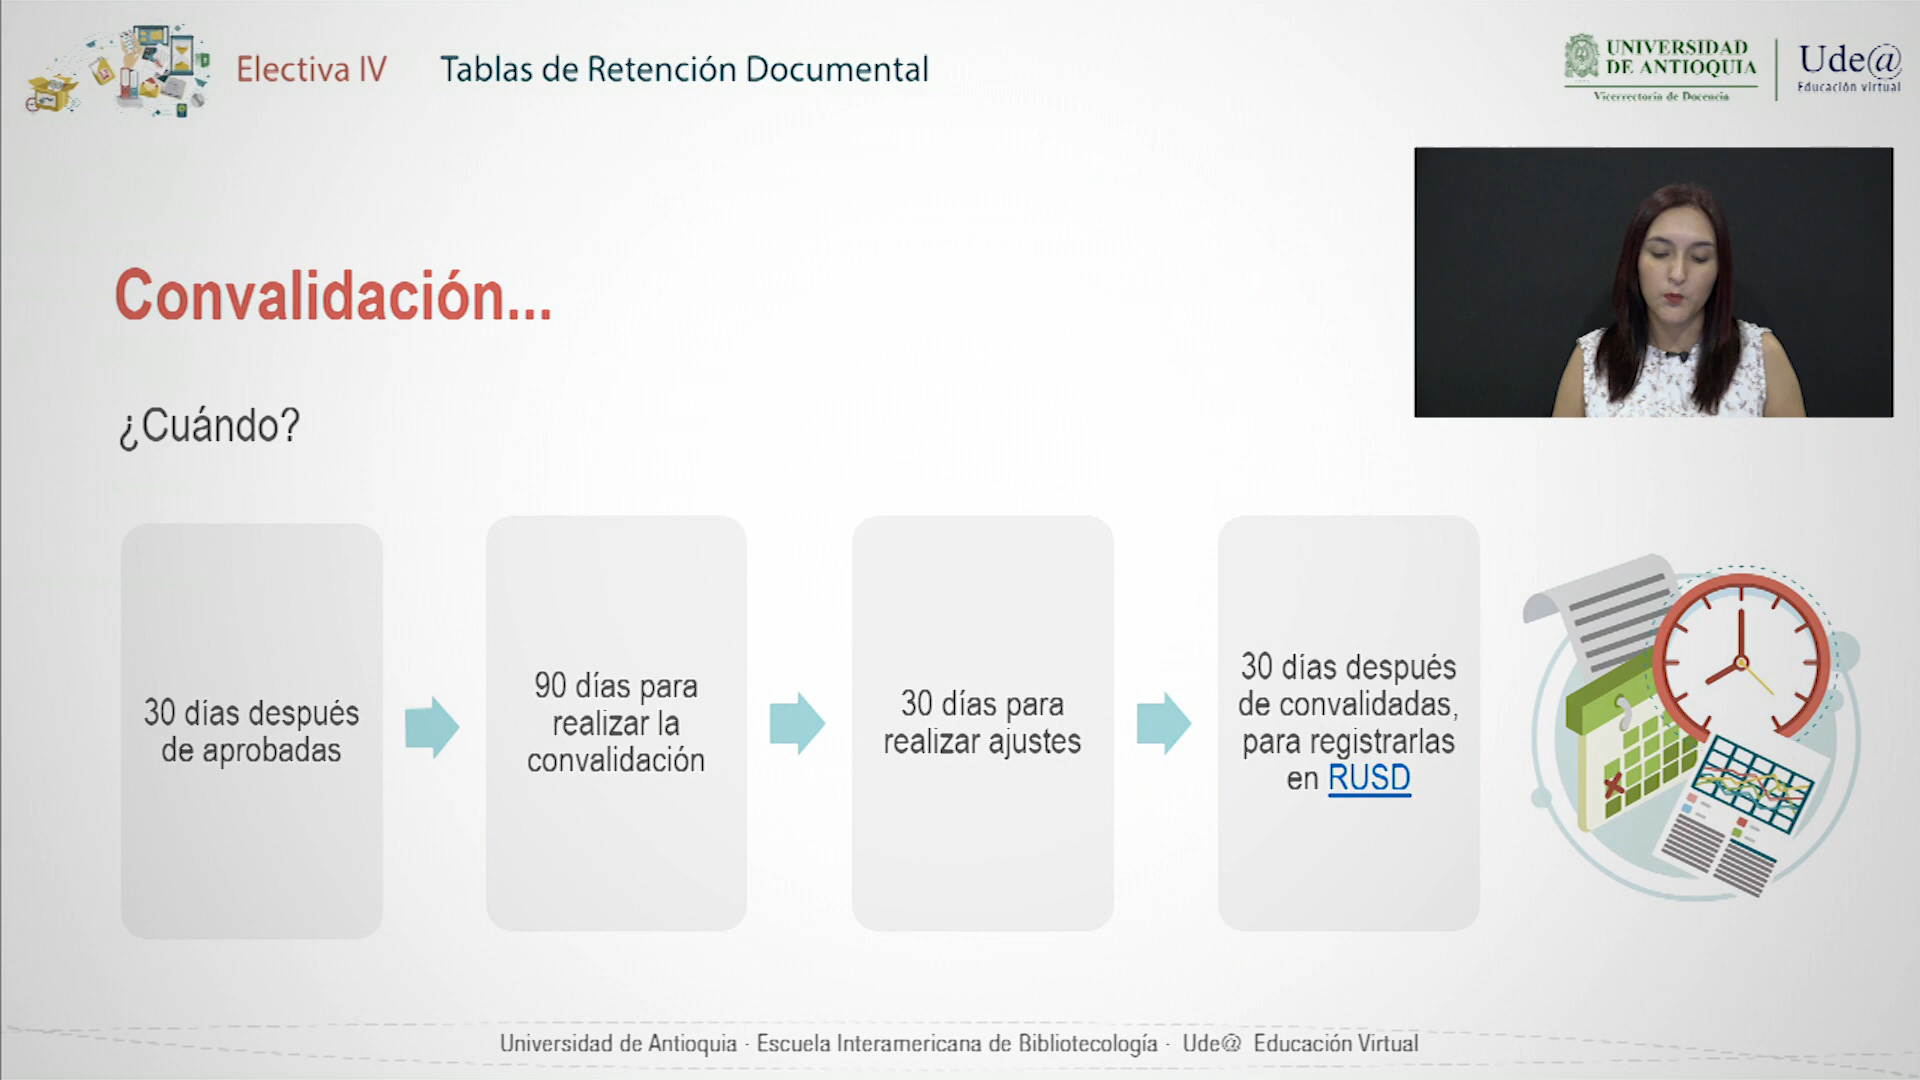 Electiva IV
Tablas de Retención Documental
UNIVERSIDAD
DE ANTIOQUIA
Vicerrectoría de Docencia
Ude@
Educación virtual
Convalidación...
¿Cuándo?
30 días después
de aprobadas
90 días para
realizar la
convalidación
30 días para
realizar ajustes
30 días después
de convalidadas,
para registrarlas
en RUSD
Universidad de Antioquia · Escuela Interamericana de Bibliotecología · Ude@ Educación Virtual